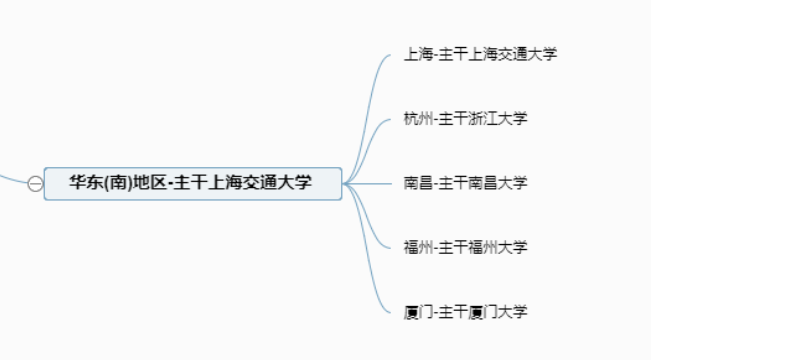 上海-主干上海交通大学
杭州-主干浙江大学
华东(南)地区-主干上海交通大学
南昌-主干南昌大学
福州-主干福州大学
厦门-主干厦门大学